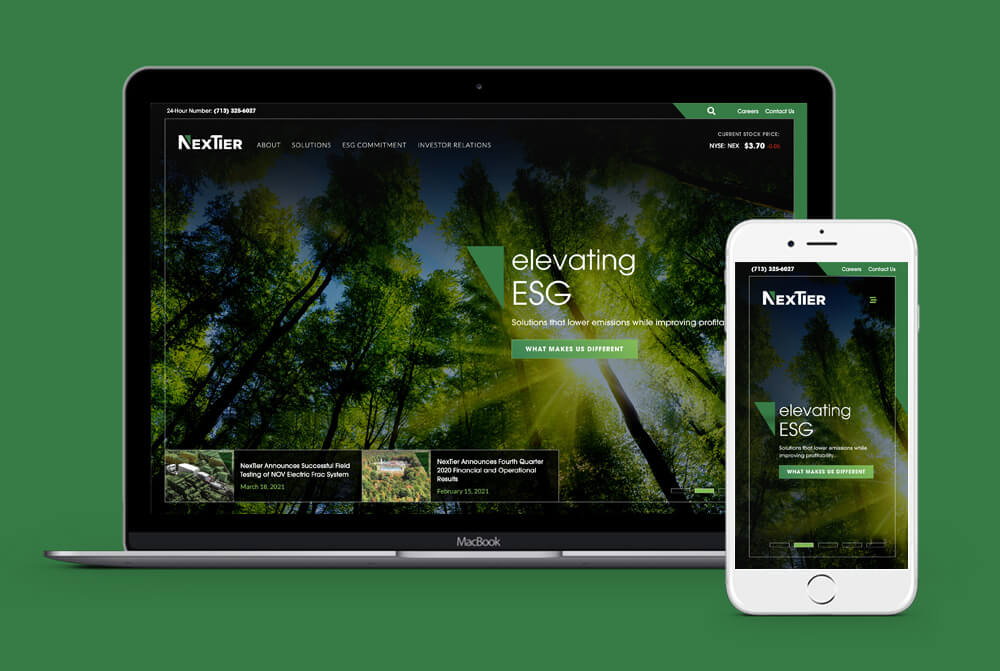 24-Hour Number: (713) 325-6027
Careers Contact Us
NexTier
ABOUT SOLUTIONS ESG COMMITMENT INVESTOR RELATIONS
CURRENT STOCK PRICE:
NYSE: NEX $3.70 -0.05
elevating
ESG
Solutions that lower emissions while improving profita
WHAT MAKES US DIFFERENT
NexTier Announces Successful Field
Testing of NOV Electric Frac System
March 18, 2021
NexTier Announces Fourth Quarter
2020 Financial and Operational
Results
February 15, 2021
MacBook
(713) 325-6027
Careers Contact Us
NexTier
elevating
ESG
Solutions that lower emissions while
improving profitability...
WHAT MAKES US DIFFERENT